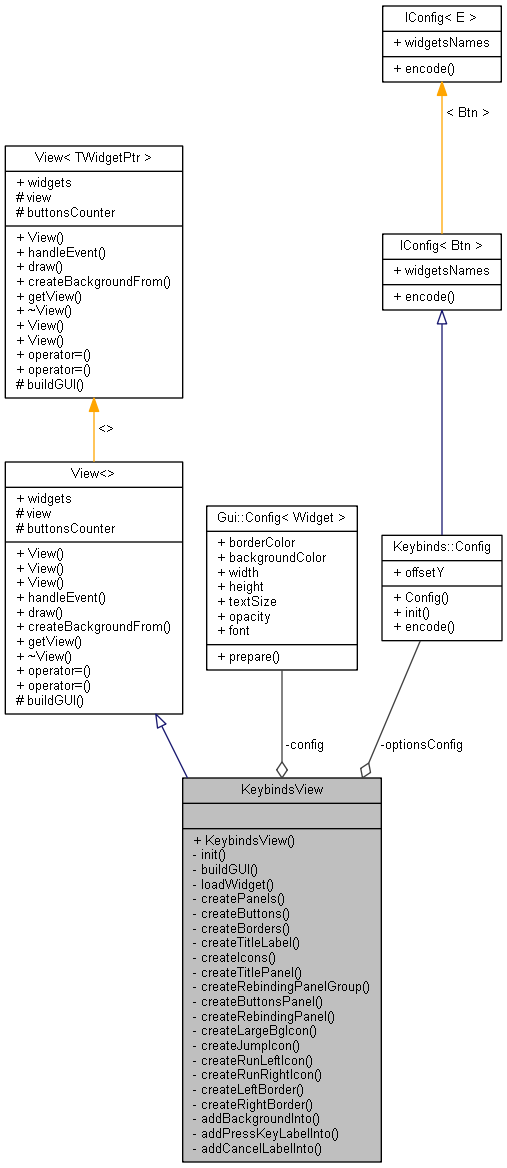 IConfig< E >
+ widgetsNames
+ encode()
< Btn >
View< TWidgetPtr >
+ widgets
# view
# buttonsCounter
+ View()
+ handleEvent()
+ draw()
+ createBackgroundFrom()
+ getView()
+ ~View()
+ View()
+ View()
+ operator=()
+ operator=()
# buildGUI()
IConfig< Btn >
+ widgetsNames
+ encode()
<>
View<>
+ widgets
# view
# buttonsCounter
+ View()
+ View()
+ View()
+ handleEvent()
+ draw()
+ createBackgroundFrom()
+ getView()
+ ~View()
+ operator=()
+ operator=()
# buildGUI()
Gui::Config< Widget >
+ borderColor
+ backgroundColor
+ width
+ height
+ textSize
+ opacity
+ font
+ prepare()
Keybinds::Config
+ offsetY
+ Config()
+ init()
+ encode()
-config
-optionsConfig
KeybindsView
+ KeybindsView()
- init()
- buildGUI()
- loadWidget()
- createPanels()
- createButtons()
- createBorders()
- createTitleLabel()
- createIcons()
- createTitlePanel()
- createRebindingPanelGroup()
- createButtonsPanel()
- createRebindingPanel()
- createLargeBgIcon()
- createJumpIcon()
- createRunLeftIcon()
- createRunRightIcon()
- createLeftBorder()
- createRightBorder()
- addBackgroundInto()
- addPressKeyLabelInto()
- addCancelLabelInto()